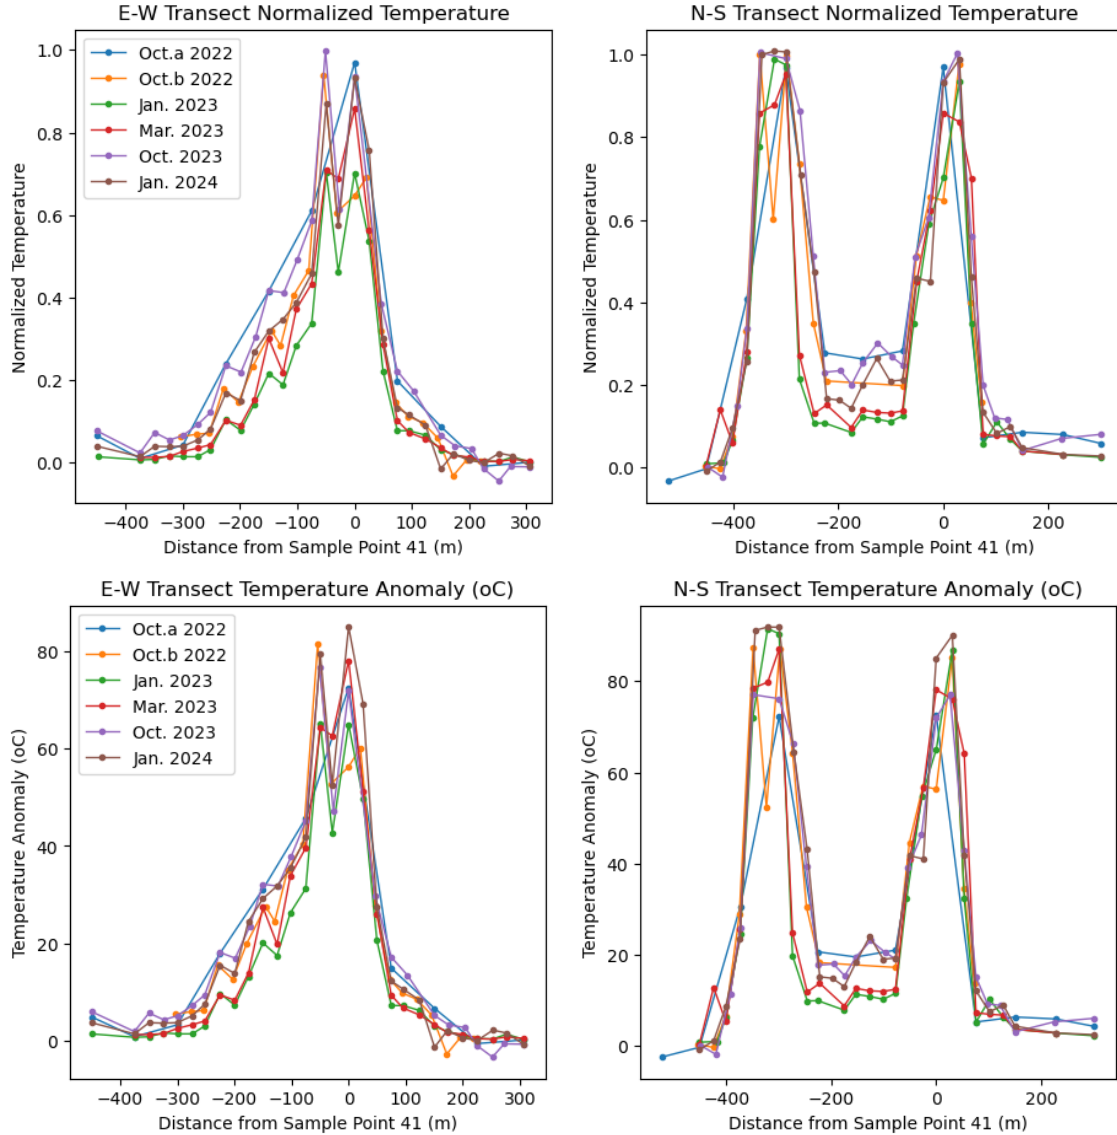 E-W Transect Normalized Temperature
1.0
0.8
0.6
0.4
0.2
0.0
Normalized Temperature
Oct.a 2022
Oct.b 2022
Jan. 2023
Mar. 2023
Oct. 2023
Jan. 2024
−400 −300 −200 −100 0 100 200 300
Distance from Sample Point 41 (m)
N-S Transect Normalized Temperature
1.0
0.8
0.6
0.4
0.2
0.0
Normalized Temperature
−400 −200 0 200
Distance from Sample Point 41 (m)
E-W Transect Temperature Anomaly (oC)
80
60
40
20
0
Temperature Anomaly (oC)
Oct.a 2022
Oct.b 2022
Jan. 2023
Mar. 2023
Oct. 2023
Jan. 2024
−400 −300 −200 −100 0 100 200 300
Distance from Sample Point 41 (m)
N-S Transect Temperature Anomaly (oC)
80
60
40
20
0
Temperature Anomaly (oC)
−400 −200 0 200
Distance from Sample Point 41 (m)